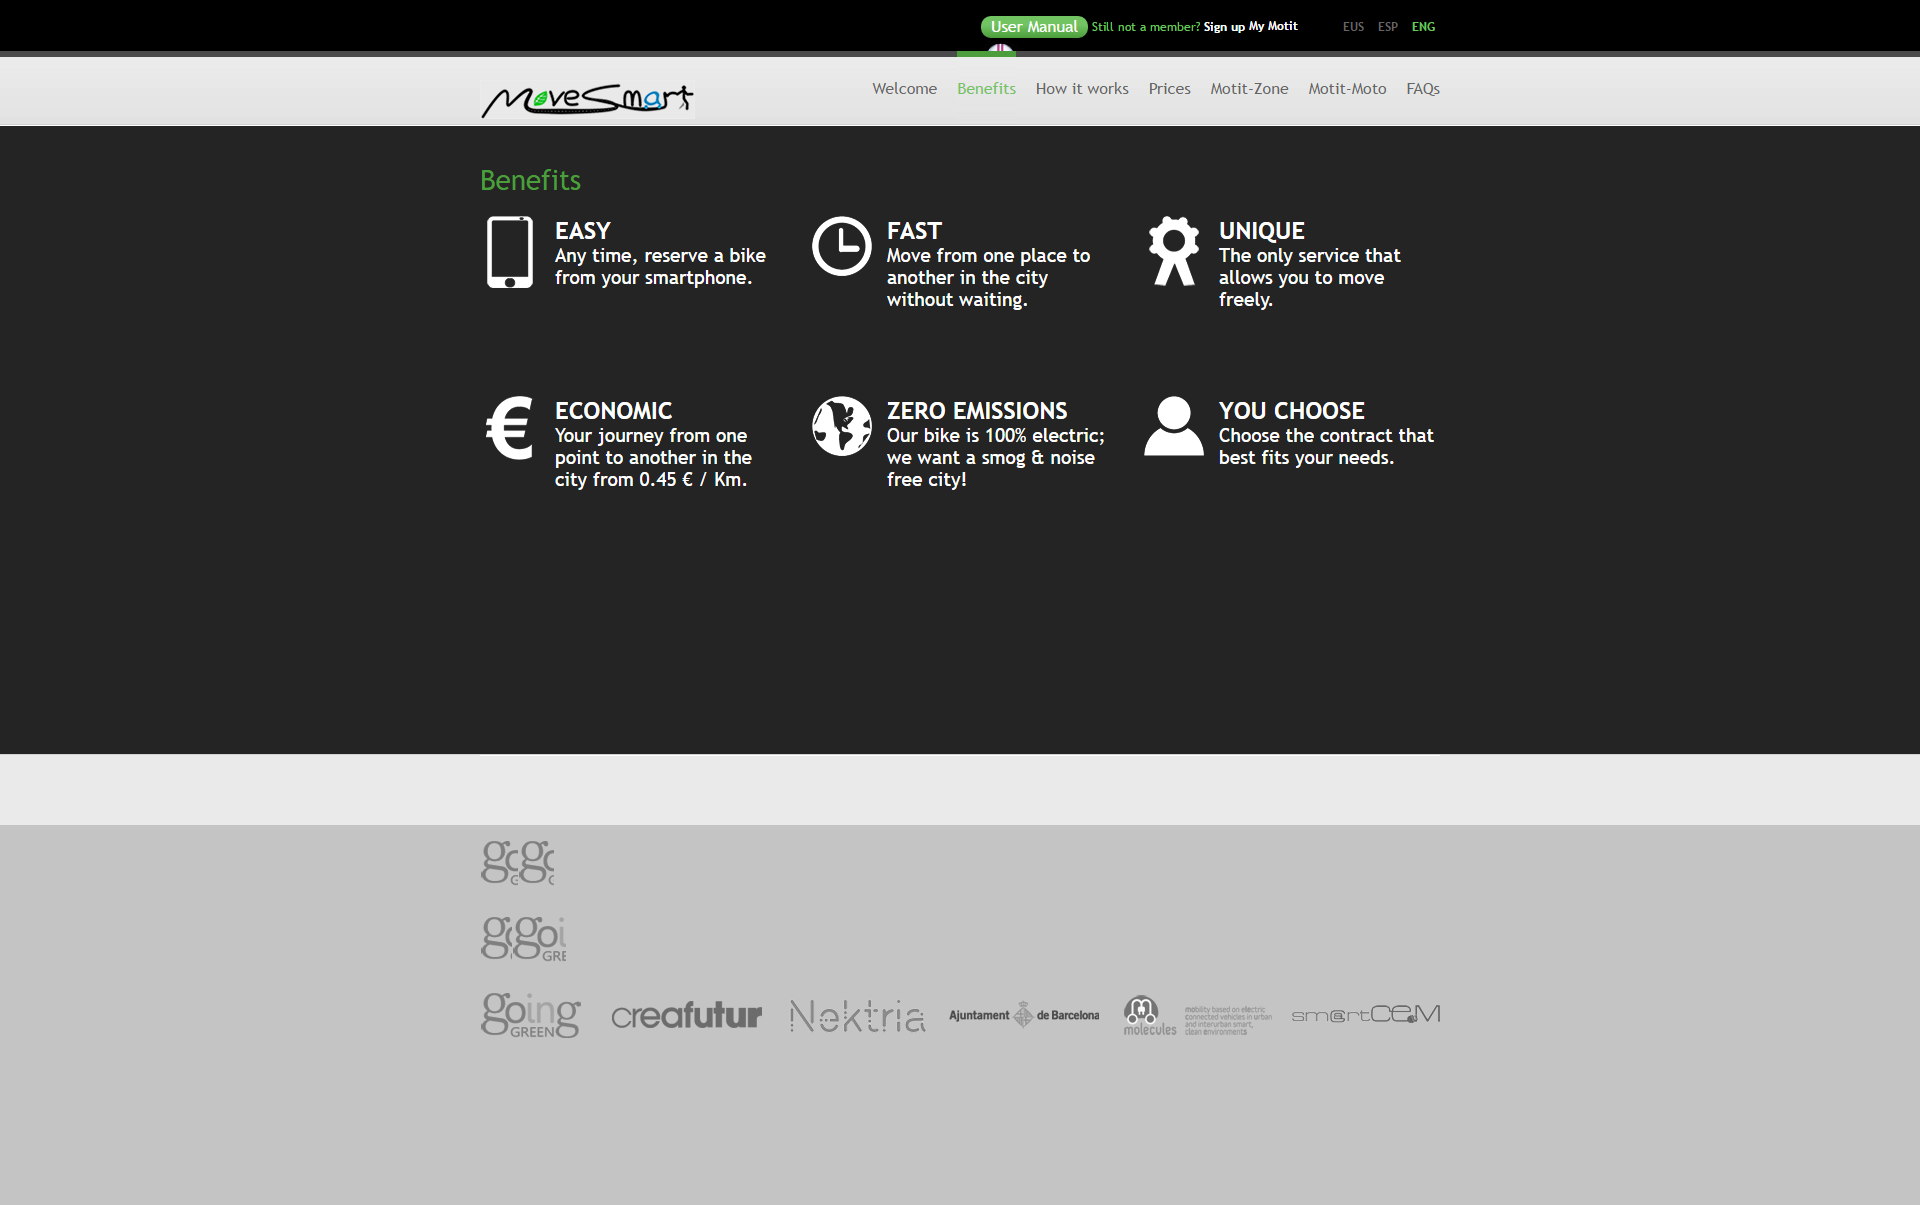 User Manual Still not a member? Sign up My Motit EUS ESP ENG
MoveSmart
Welcome Benefits How it works Prices Motit-Zone Motit-Moto FAQs
Benefits
EASY
Any time, reserve a bike
from your smartphone.
FAST
Move from one place to
another in the city
without waiting.
UNIQUE
The only service that
allows you to move
freely.
ECONOMIC
Your journey from one
point to another in the
city from 0.45 € / Km.
ZERO EMISSIONS
Our bike is 100% electric;
we want a smog & noise
free city!
YOU CHOOSE
Choose the contract that
best fits your needs.
going
GREEN
creafutur
Nektria
Ajuntament de Barcelona
molecules
mobility based on electric
connected vehicles in urban
and interurban smart,
clean environments
sm@rtCEM